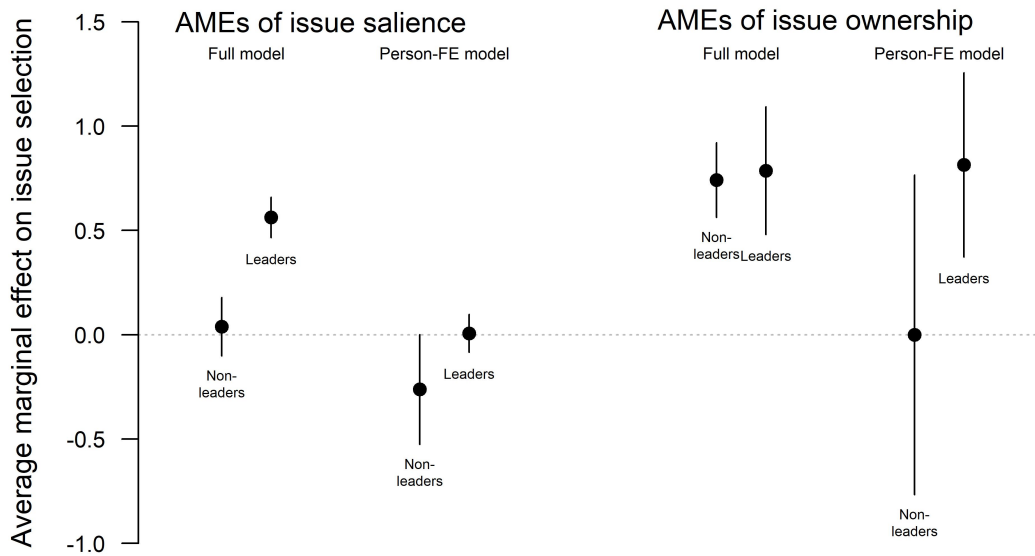 Average marginal effect on issue selection
1.5
1.0
0.5
0.0
-0.5
-1.0
AMEs of issue salience
Full model
Person-FE model
Non-
leaders
Leaders
Non-
leaders
Leaders
AMEs of issue ownership
Full model
Person-FE model
Non-
leaders
Leaders
Non-
leaders
Leaders